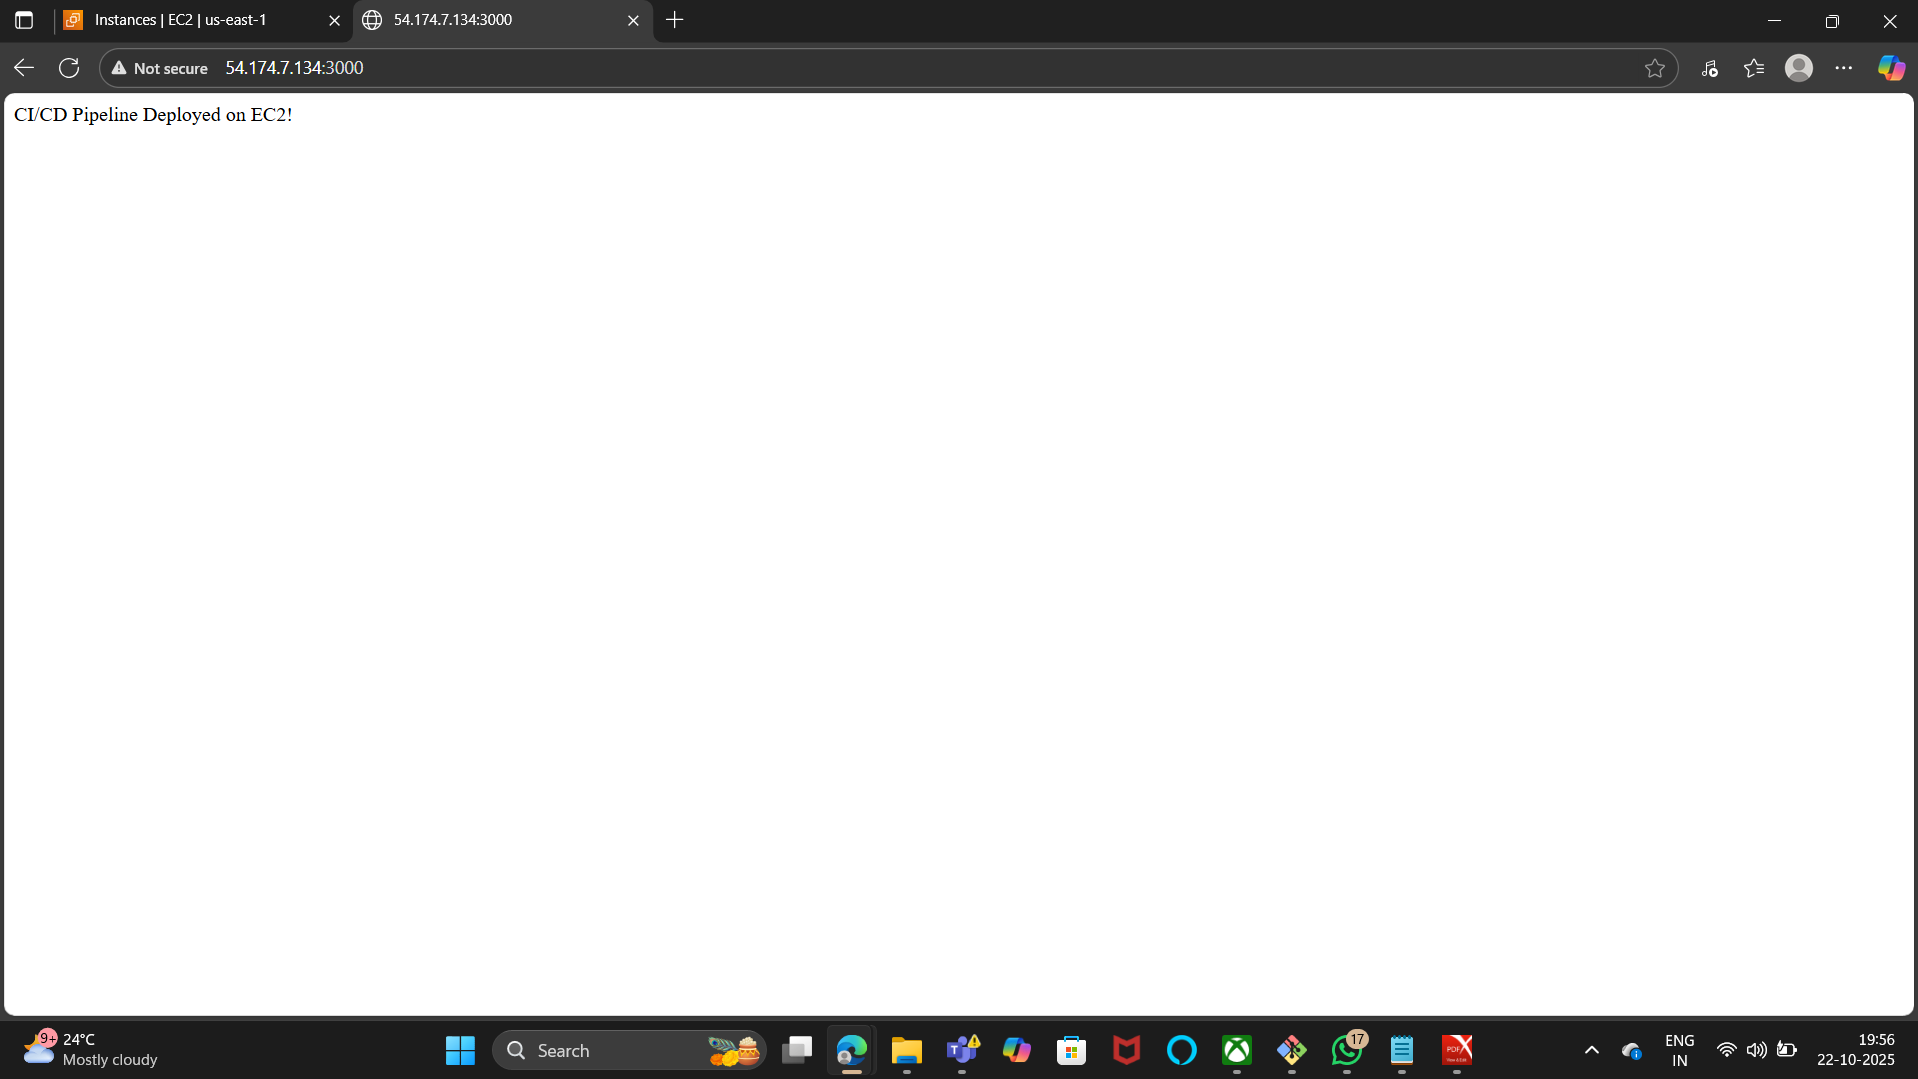 Instances | EC2 | us-east-1
54.174.7.134:3000
Not secure
54.174.7.134:3000
CI/CD Pipeline Deployed on EC2!
9+
24°C
Mostly cloudy
Search
T
17
PDF
ENG
IN
19:56
22-10-2025